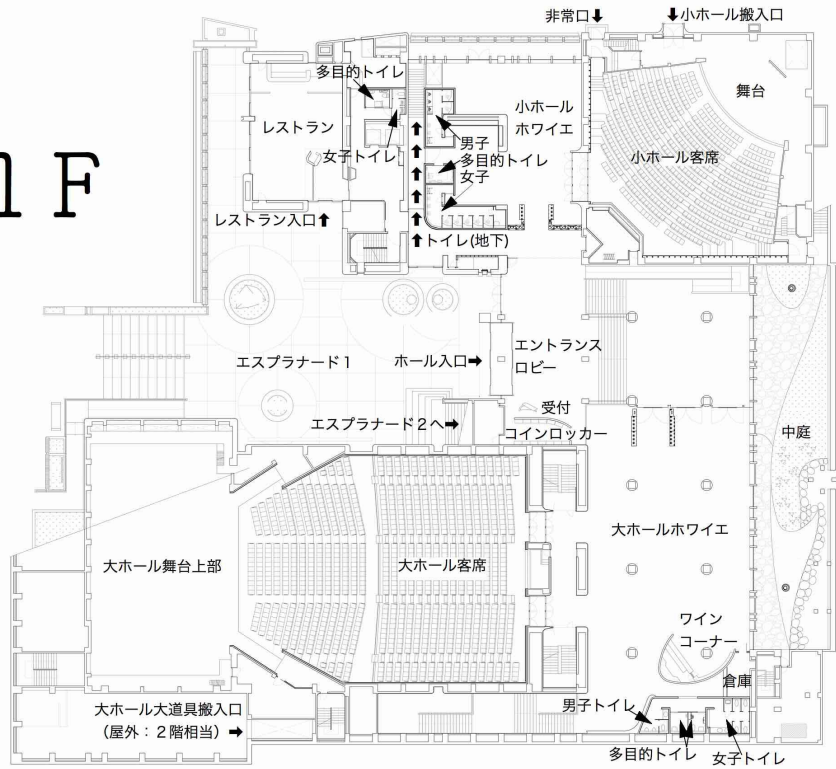 1F
非常口⬇
⬇小ホール搬入口
多目的トイレ
舞台
小ホール
ホワイエ
レストラン
男子
女子トイレ
多目的トイレ
小ホール客席
女子
レストラン入口⬆
⬆トイレ(地下)
エントランス
ロビー
エスプラナード1
ホール入口➡
受付
エスプラナード2へ➡
コインロッカー
中庭
大ホールホワイエ
大ホール舞台上部
大ホール客席
ワイン
コーナー
倉庫
大ホール大道具搬入口
(屋外:2階相当)➡
男子トイレ
多目的トイレ
女子トイレ